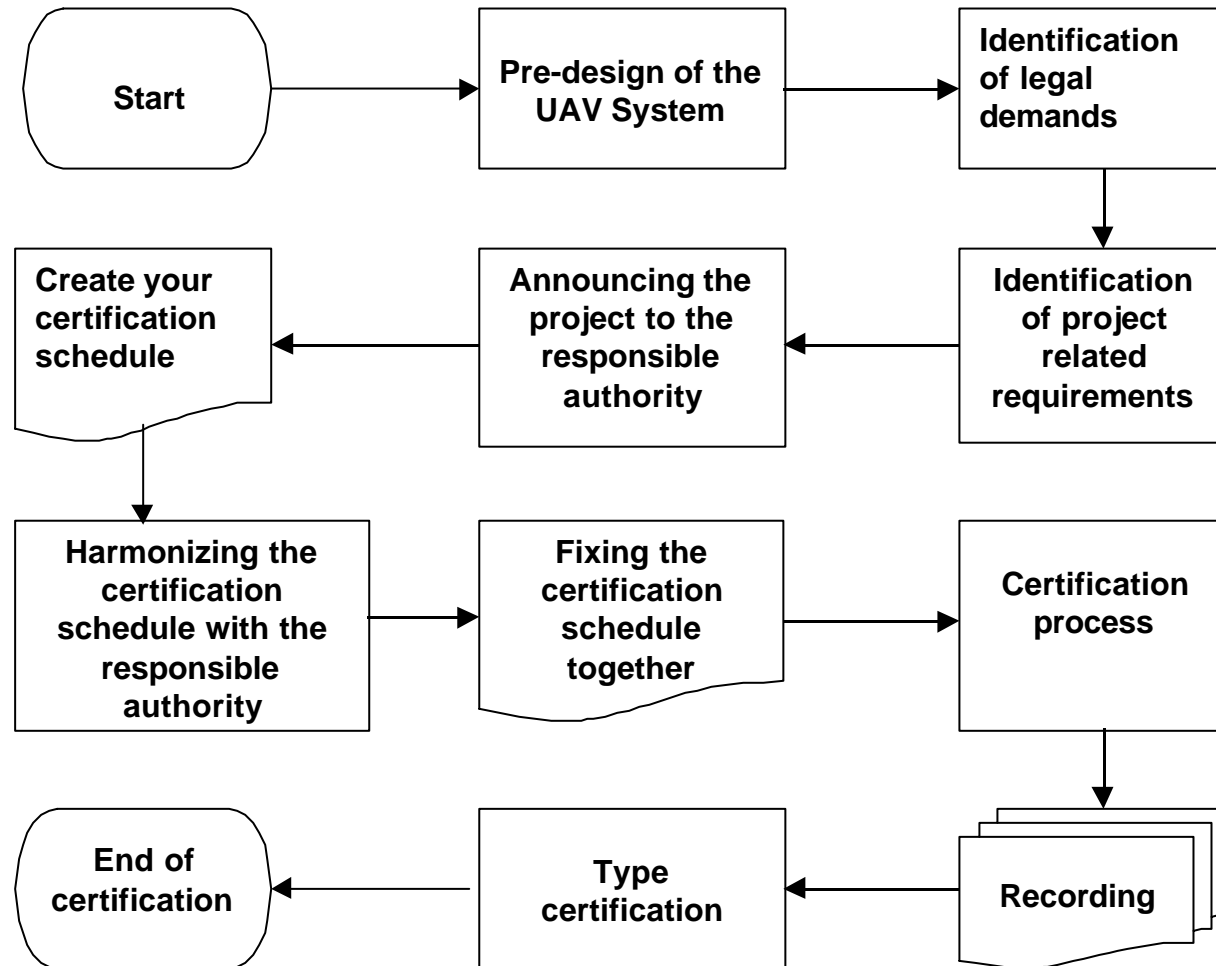 Start
Pre-design of the
UAV System
Identification
of legal
demands
Create your
certification
schedule
Announcing the
project to the
responsible
authority
Identification
of project
related
requirements
Harmonizing the
certification
schedule with the
responsible
authority
Fixing the
certification
schedule
together
Certification
process
End of
certification
Type
certification
Recording